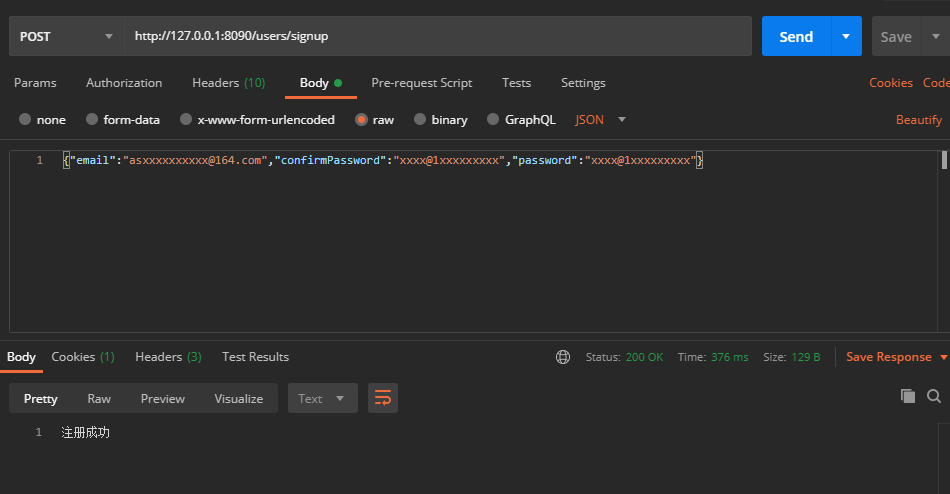 POST http://127.0.0.1:8090/users/signup Send Save
Params Authorization Headers (10) Body Pre-request Script Tests Settings Cookies Code
none form-data x-www-form-urlencoded raw binary GraphQL JSON Beautify
1 {"email":"asxxxxxxxxxx@164.com","confirmPassword":"xxxx@1xxxxxxxxx","password":"xxxx@1xxxxxxxxx"}
Body Cookies (1) Headers (3) Test Results Status: 200 OK Time: 376 ms Size: 129 B Save Response
Pretty Raw Preview Visualize Text
1 注册成功